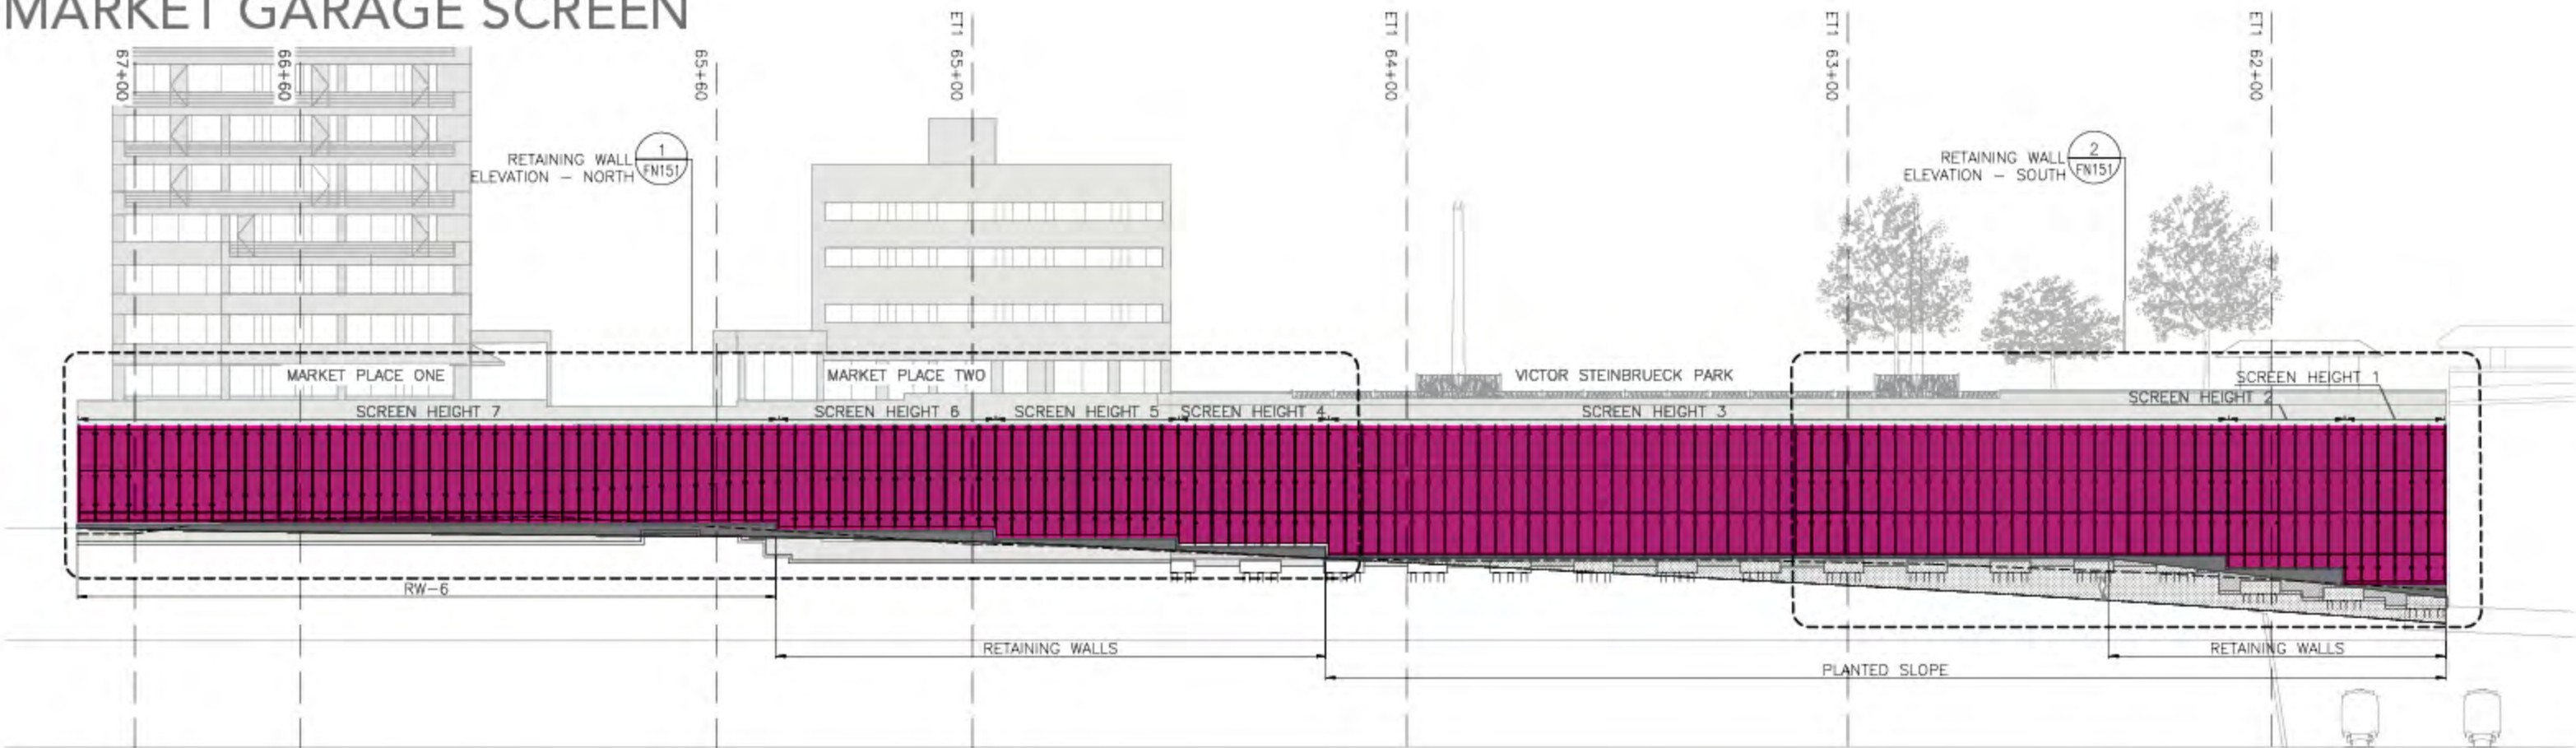 MARKET GARAGE SCREEN
67+00
66+60
65+60
ET1 65+00
ET1 64+00
ET1 63+00
ET1 62+00
RETAINING WALL
ELEVATION – NORTH
1
FN151
RETAINING WALL
ELEVATION – SOUTH
2
FN151
MARKET PLACE ONE
MARKET PLACE TWO
VICTOR STEINBRUECK PARK
SCREEN HEIGHT 1
SCREEN HEIGHT 2
SCREEN HEIGHT 7
SCREEN HEIGHT 6
SCREEN HEIGHT 5
SCREEN HEIGHT 4
SCREEN HEIGHT 3
RW-6
RETAINING WALLS
RETAINING WALLS
PLANTED SLOPE